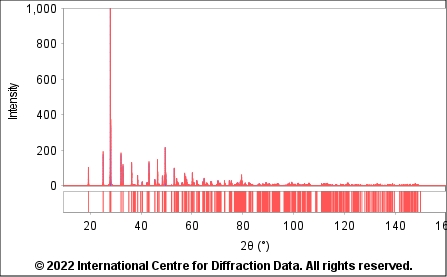 1,000
800
600
400
200
0
Intensity
20 40 60 80 100 120 140 16
2θ (°)
© 2022 International Centre for Diffraction Data. All rights reserved.